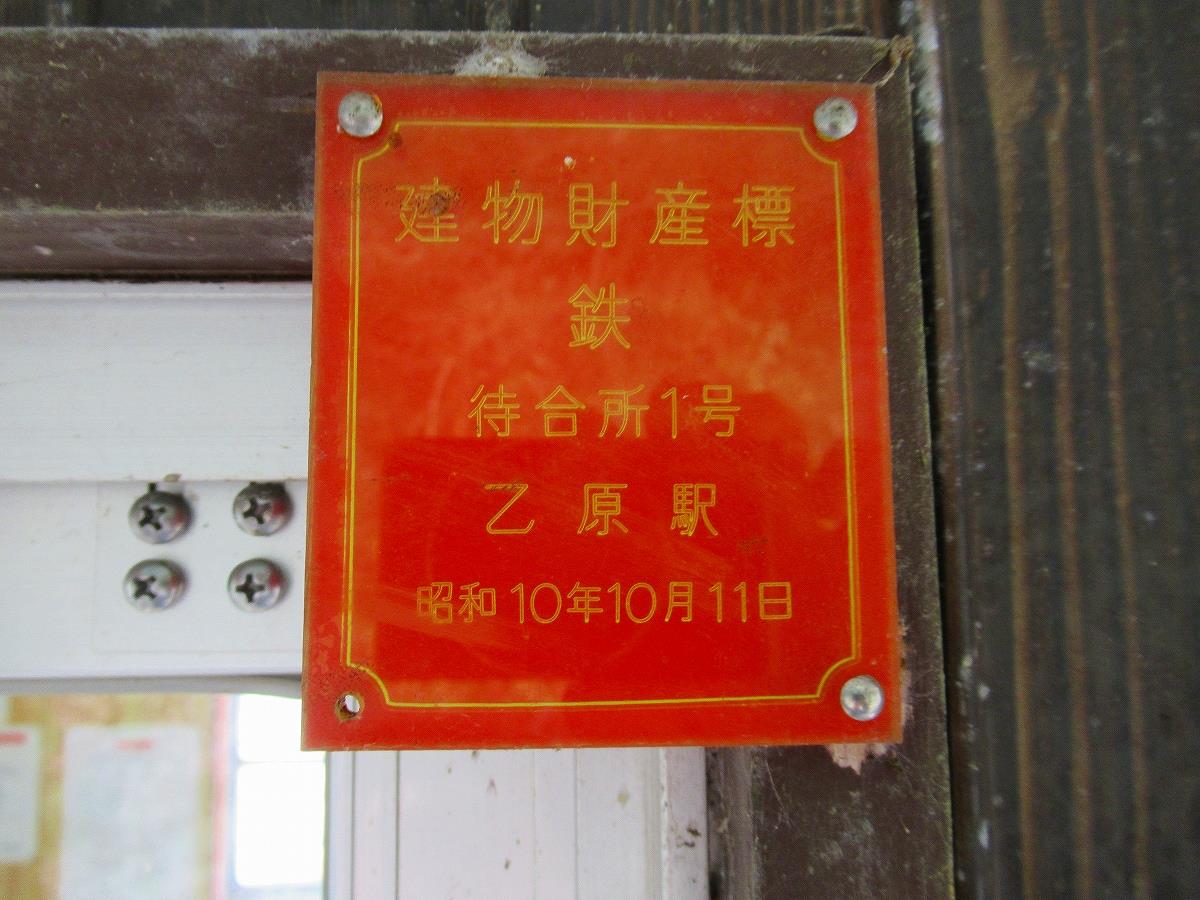 建物財産標
鉄
待合所1号
乙原駅
昭和10年10月11日